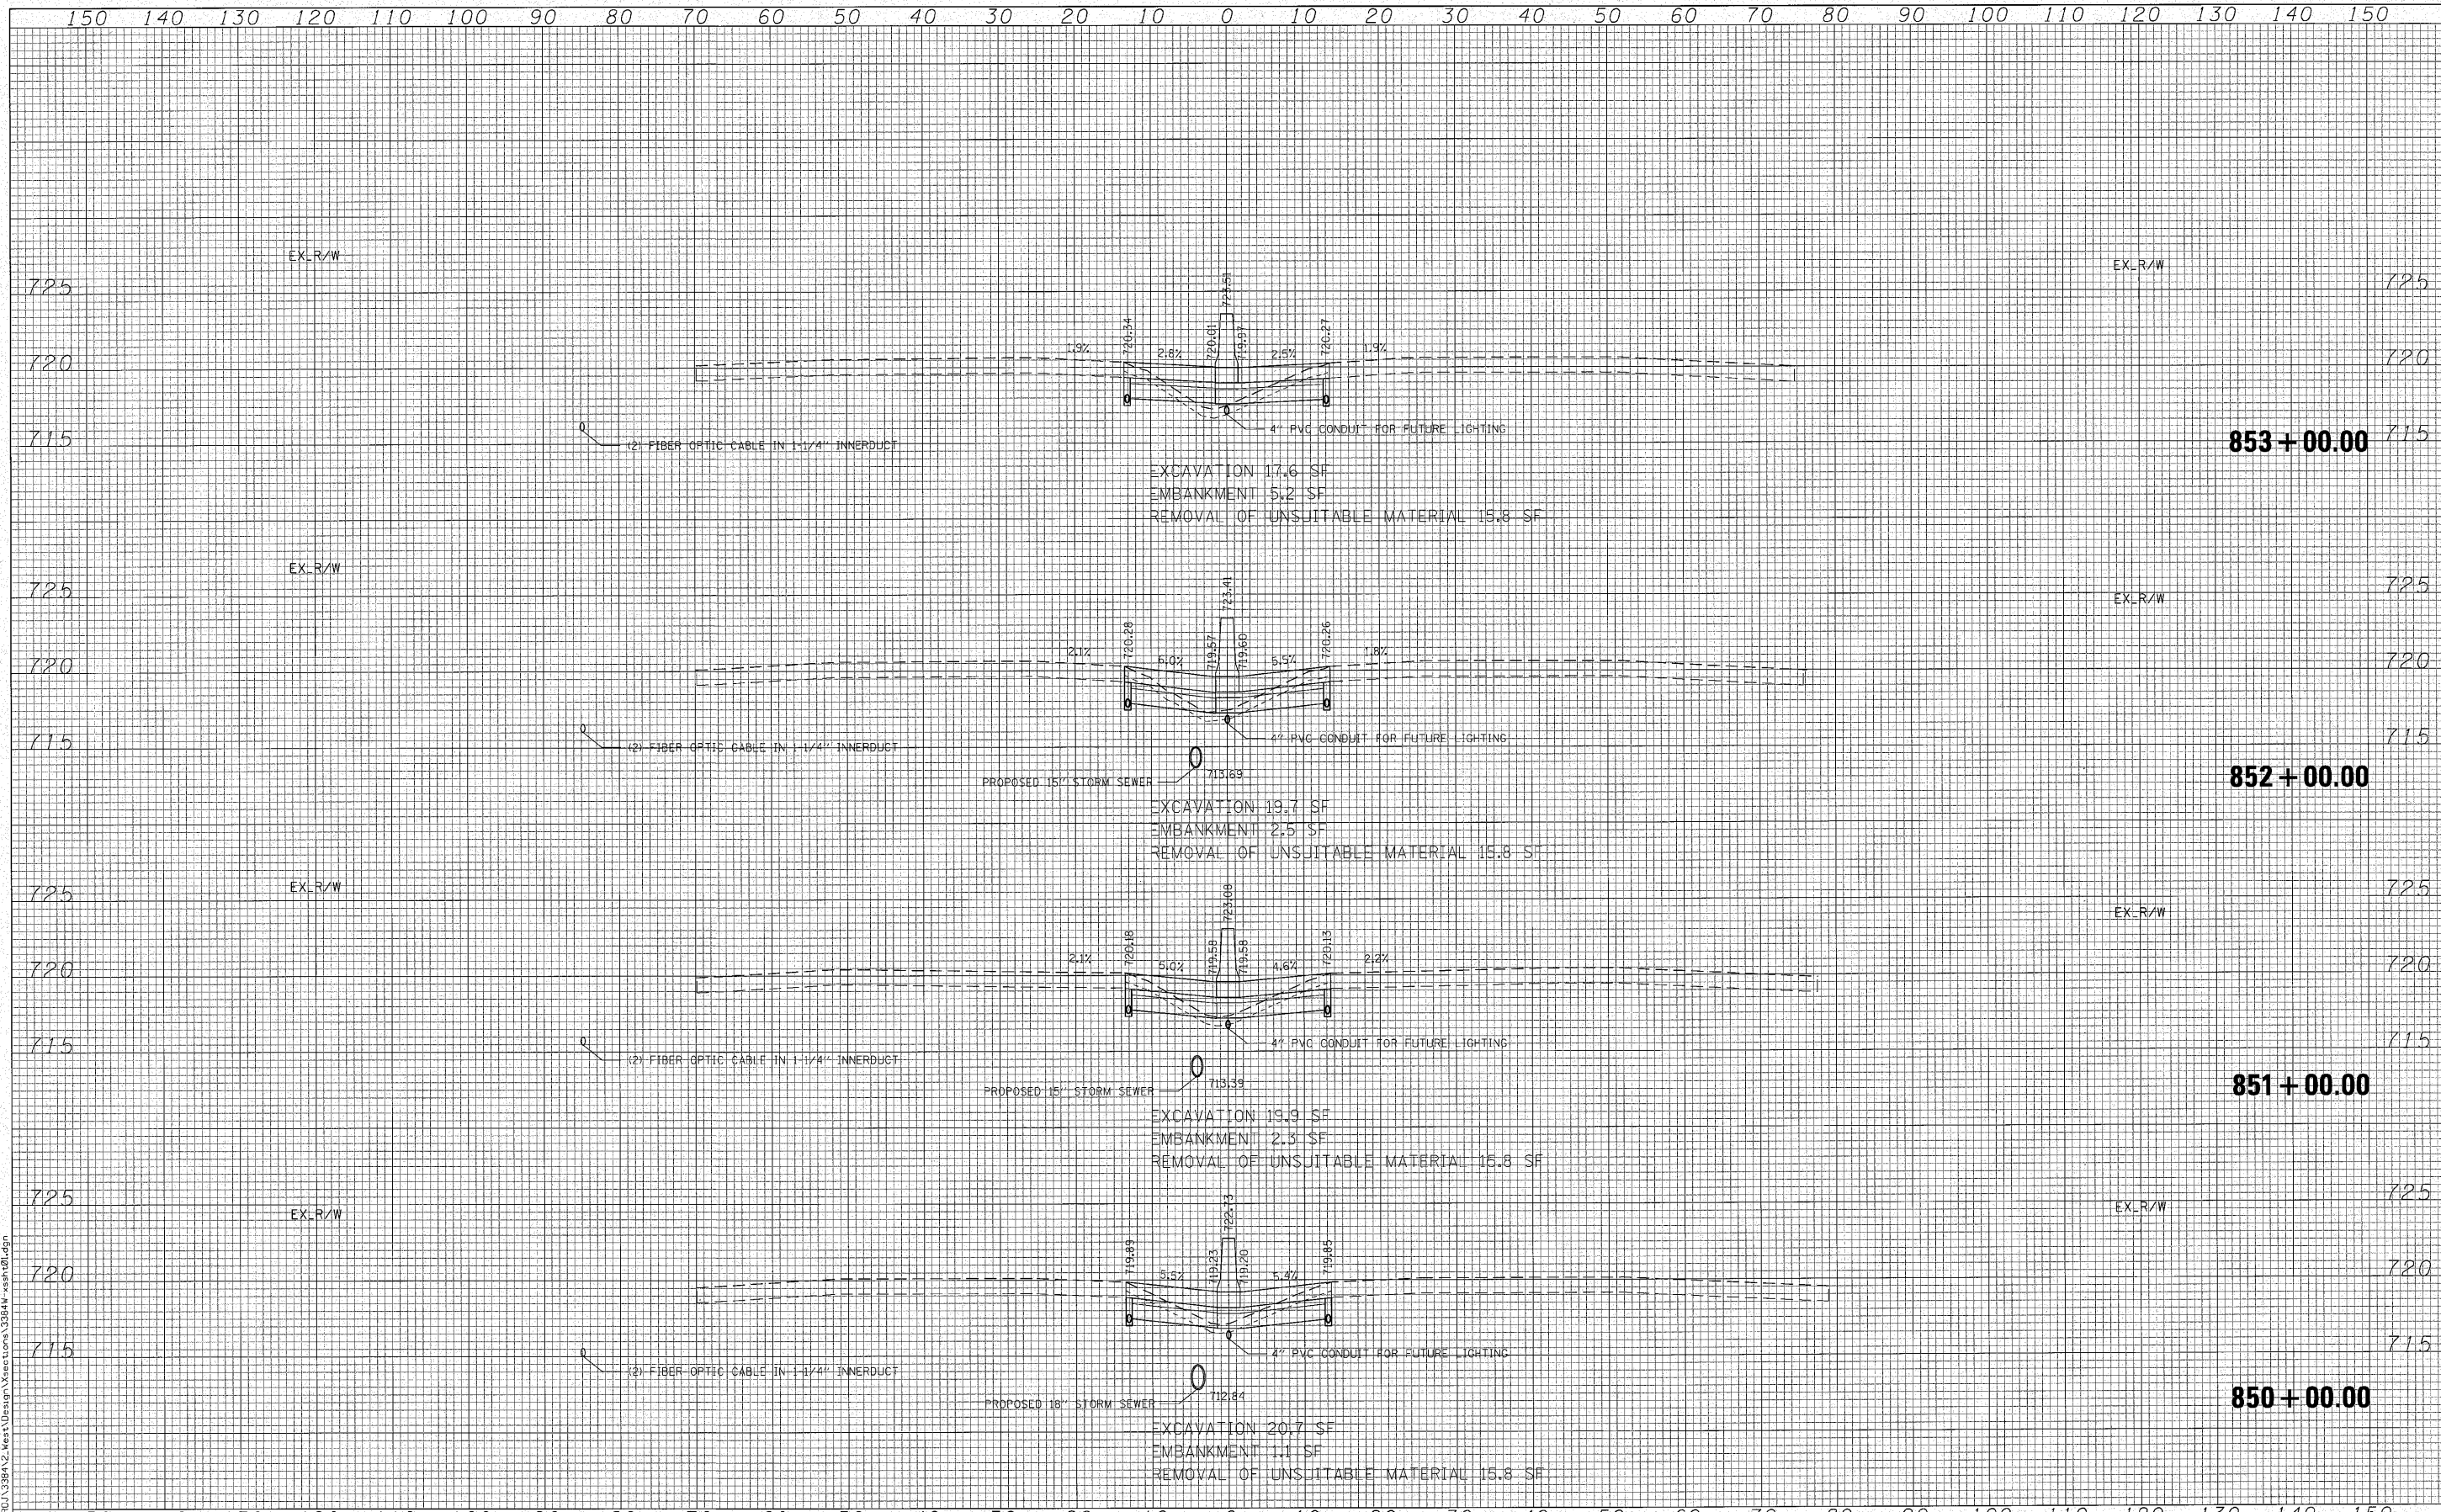 150 140 130 120 110 100 90 80 70 60 50 40 30 20 10 0 10 20 30 40 50 60 70 80 90 100 110 120 130 140 150
EX_R/W
EX_R/W
725
725
723.51
720.34
720.01
719.97
720.27
1.9%
2.8%
2.5%
1.9%
720
720
715
715
(2) FIBER OPTIC CABLE IN 1-1/4" INNERDUCT
4" PVC CONDUIT FOR FUTURE LIGHTING
853+00.00
EXCAVATION 17.6 SF
EMBANKMENT 5.2 SF
REMOVAL OF UNSUITABLE MATERIAL 15.8 SF
EX_R/W
EX_R/W
725
725
723.41
720.28
719.57
719.60
720.26
2.1%
6.0%
5.5%
1.8%
720
720
715
715
(2) FIBER OPTIC CABLE IN 1-1/4" INNERDUCT
4" PVC CONDUIT FOR FUTURE LIGHTING
PROPOSED 15" STORM SEWER
713.69
852+00.00
EXCAVATION 19.7 SF
EMBANKMENT 2.5 SF
REMOVAL OF UNSUITABLE MATERIAL 15.8 SF
EX_R/W
EX_R/W
725
725
723.08
720.18
719.58
719.58
720.13
2.1%
5.0%
4.6%
2.2%
720
720
715
715
(2) FIBER OPTIC CABLE IN 1-1/4" INNERDUCT
4" PVC CONDUIT FOR FUTURE LIGHTING
PROPOSED 15" STORM SEWER
713.39
851+00.00
EXCAVATION 19.9 SF
EMBANKMENT 2.3 SF
REMOVAL OF UNSUITABLE MATERIAL 15.8 SF
725
725
EX_R/W
EX_R/W
722.73
719.89
719.23
719.20
719.85
5.5%
5.4%
720
720
715
715
(2) FIBER OPTIC CABLE IN 1-1/4" INNERDUCT
4" PVC CONDUIT FOR FUTURE LIGHTING
PROPOSED 18" STORM SEWER
712.84
850+00.00
EXCAVATION 20.7 SF
EMBANKMENT 1.1 SF
REMOVAL OF UNSUITABLE MATERIAL 15.8 SF
\3384\2_West\Design\Xsections\3384W-xssht01.dgn